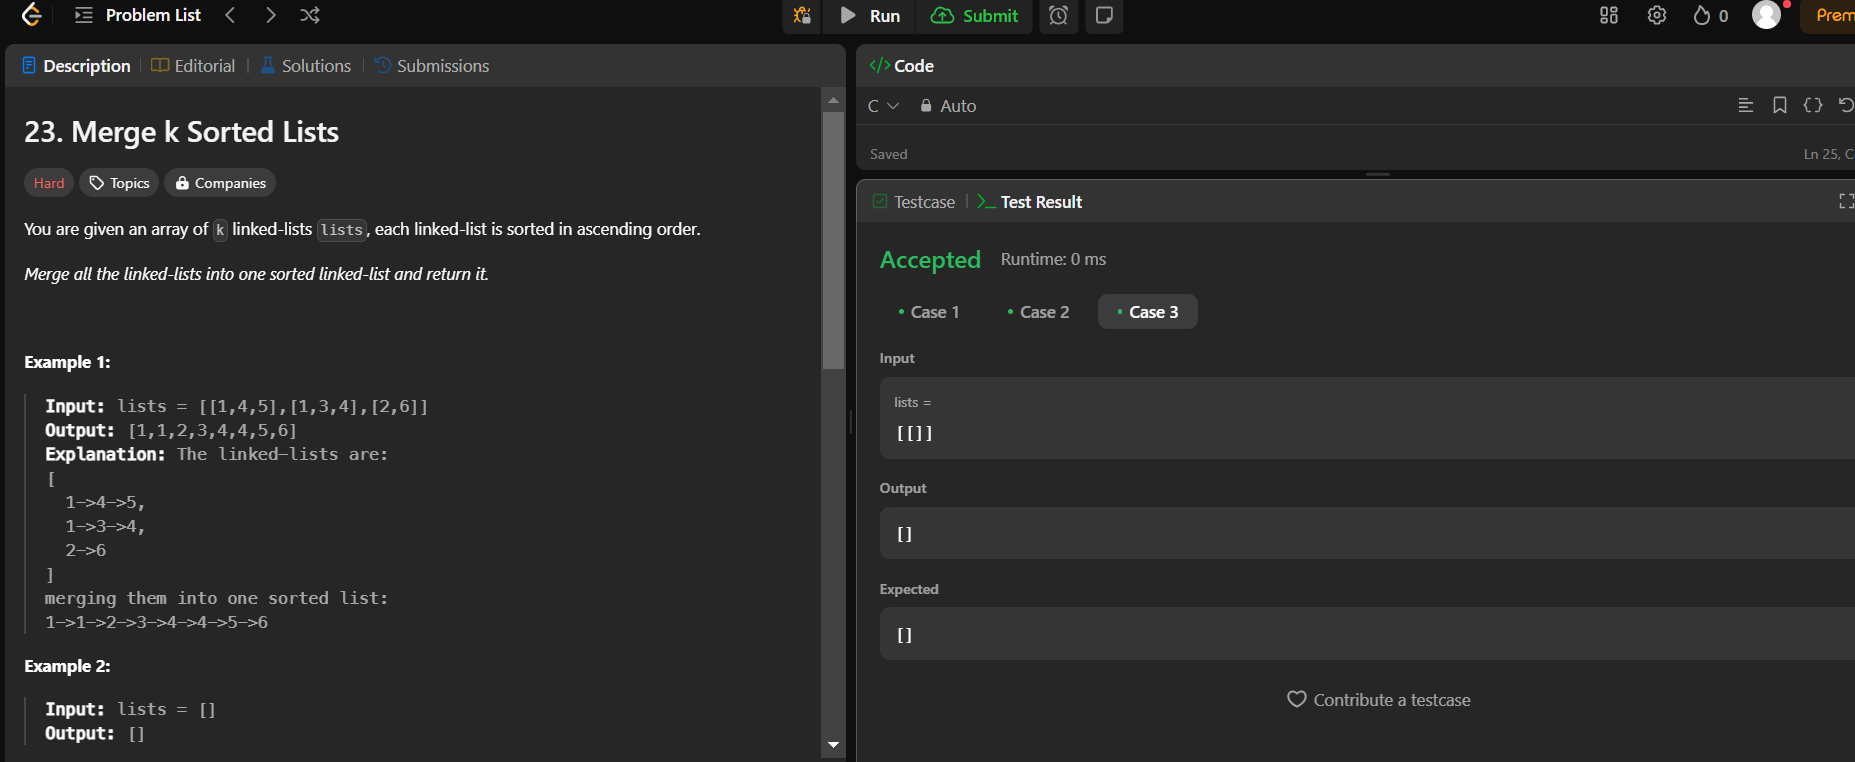 Problem List
Run
Submit
0
Prem
Description
Editorial
Solutions
Submissions
23. Merge k Sorted Lists
Hard
Topics
Companies
You are given an array of k linked-lists lists, each linked-list is sorted in ascending order.
Merge all the linked-lists into one sorted linked-list and return it.
Example 1:
Input: lists = [[1,4,5],[1,3,4],[2,6]]
Output: [1,1,2,3,4,4,5,6]
Explanation: The linked-lists are:
[
1->4->5,
1->3->4,
2->6
]
merging them into one sorted list:
1->1->2->3->4->4->5->6
Example 2:
Input: lists = []
Output: []
</> Code
C
Auto
Saved
Ln 25, C
Testcase
>_ Test Result
Accepted
Runtime: 0 ms
Case 1
Case 2
Case 3
Input
lists =
[[]]
Output
[]
Expected
[]
Contribute a testcase